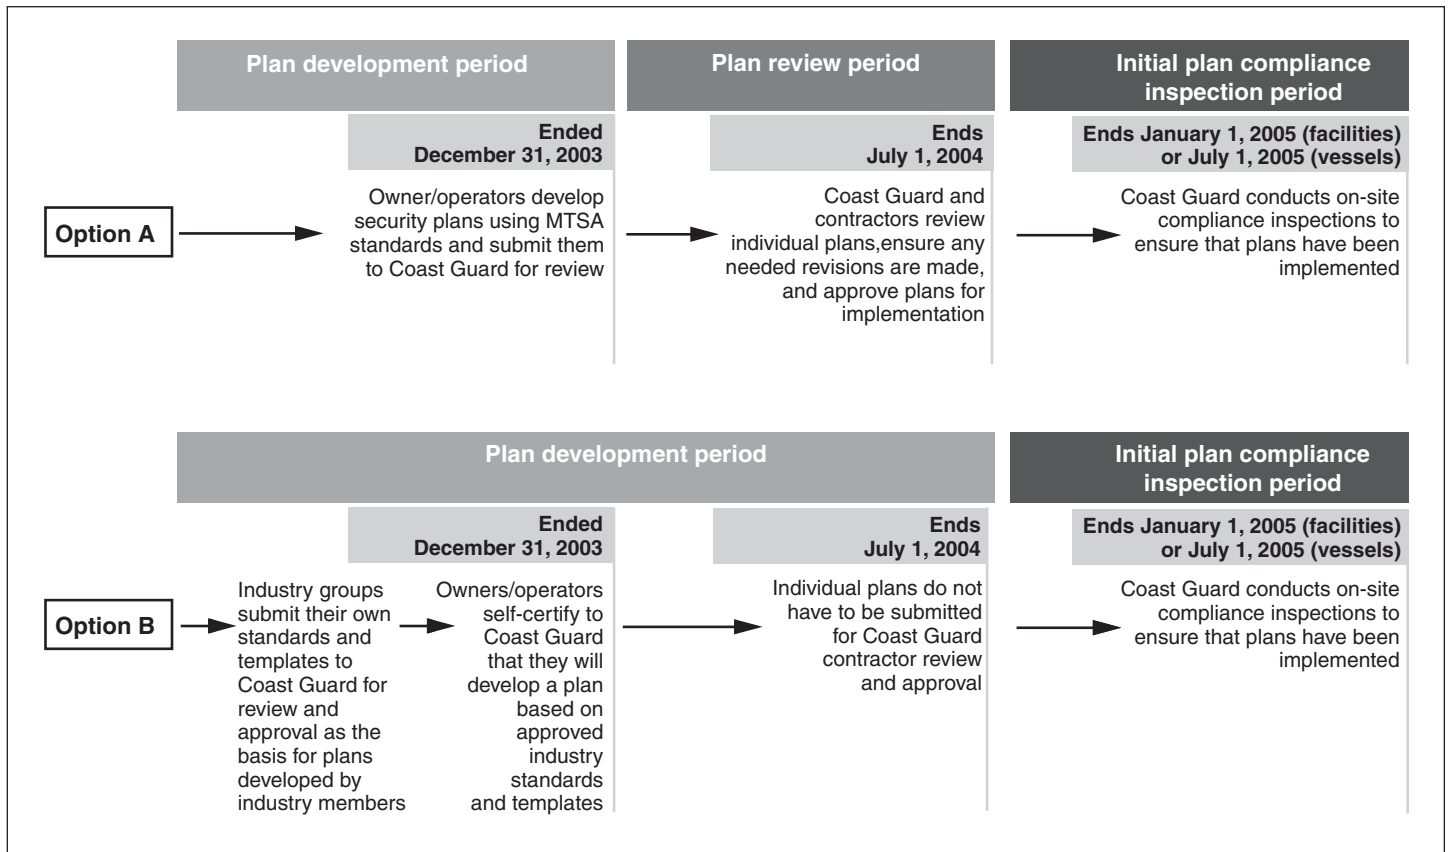 Plan development period
Plan review period
Initial plan compliance
inspection period
Ended
December 31, 2003
Ends
July 1, 2004
Ends January 1, 2005 (facilities)
or July 1, 2005 (vessels)
Option A
Owner/operators develop
security plans using MTSA
standards and submit them
to Coast Guard for review
Coast Guard and
contractors review
individual plans,ensure any
needed revisions are made,
and approve plans for
implementation
Coast Guard conducts on-site
compliance inspections to
ensure that plans have been
implemented
Plan development period
Initial plan compliance
inspection period
Ended
December 31, 2003
Ends
July 1, 2004
Ends January 1, 2005 (facilities)
or July 1, 2005 (vessels)
Option B
Industry groups
submit their own
standards and
templates to
Coast Guard for
review and
approval as the
basis for plans
developed by
industry members
Owners/operators
self-certify to
Coast Guard
that they will
develop a plan
based on
approved
industry
standards
and templates
Individual plans do not
have to be submitted
for Coast Guard
contractor review
and approval
Coast Guard conducts on-site
compliance inspections to
ensure that plans have been
implemented